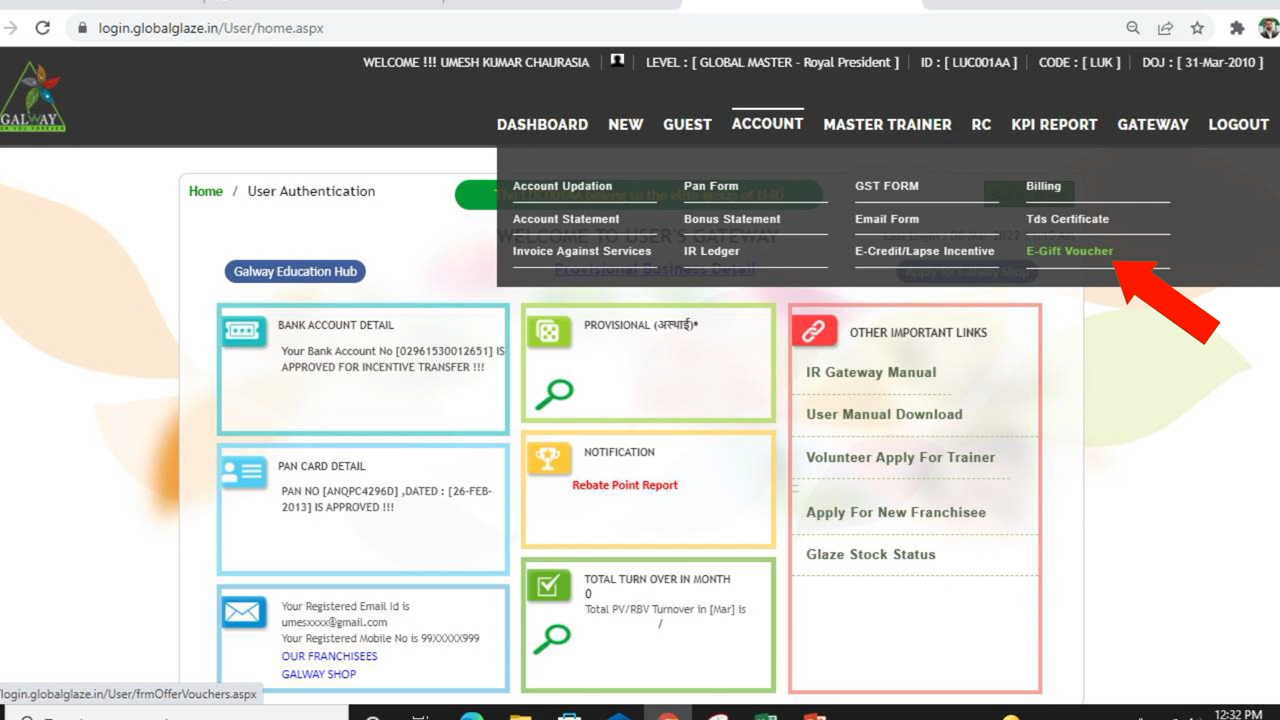 login.globalglaze.in/User/home.aspx
WELCOME !!! UMESH KUMAR CHAURASIA | LEVEL : [ GLOBAL MASTER - Royal President ] | ID : [ LUC001AA ] | CODE : [ LUK ] | DOJ : [ 31-Mar-2010 ]
GALWAY
DASHBOARD NEW GUEST ACCOUNT MASTER TRAINER RC KPI REPORT GATEWAY LOGOUT
Home / User Authentication
Account Updation Pan Form GST FORM Billing
Account Statement Bonus Statement Email Form Tds Certificate
WELCOME TO USER'S GATEWAY
Invoice Against Services IR Ledger E-Credit/Lapse Incentive E-Gift Voucher
Galway Education Hub
Provisional Business Detail
Apply for Galway Shop
BANK ACCOUNT DETAIL
Your Bank Account No [02961530012651] IS
APPROVED FOR INCENTIVE TRANSFER !!!
PAN CARD DETAIL
PAN NO [ANQPC4296D] ,DATED : [26-FEB-
2013] IS APPROVED !!!
Your Registered Email Id is
umesxxxx@gmail.com
Your Registered Mobile No is 99XXXXX999
OUR FRANCHISEES
GALWAY SHOP
PROVISIONAL (अस्थाई)*
NOTIFICATION
Rebate Point Report
TOTAL TURN OVER IN MONTH
0
Total PV/RBV Turnover in [Mar] is
/
OTHER IMPORTANT LINKS
IR Gateway Manual
User Manual Download
Volunteer Apply For Trainer
Apply For New Franchisee
Glaze Stock Status
login.globalglaze.in/User/frmOfferVouchers.aspx
12:32 PM